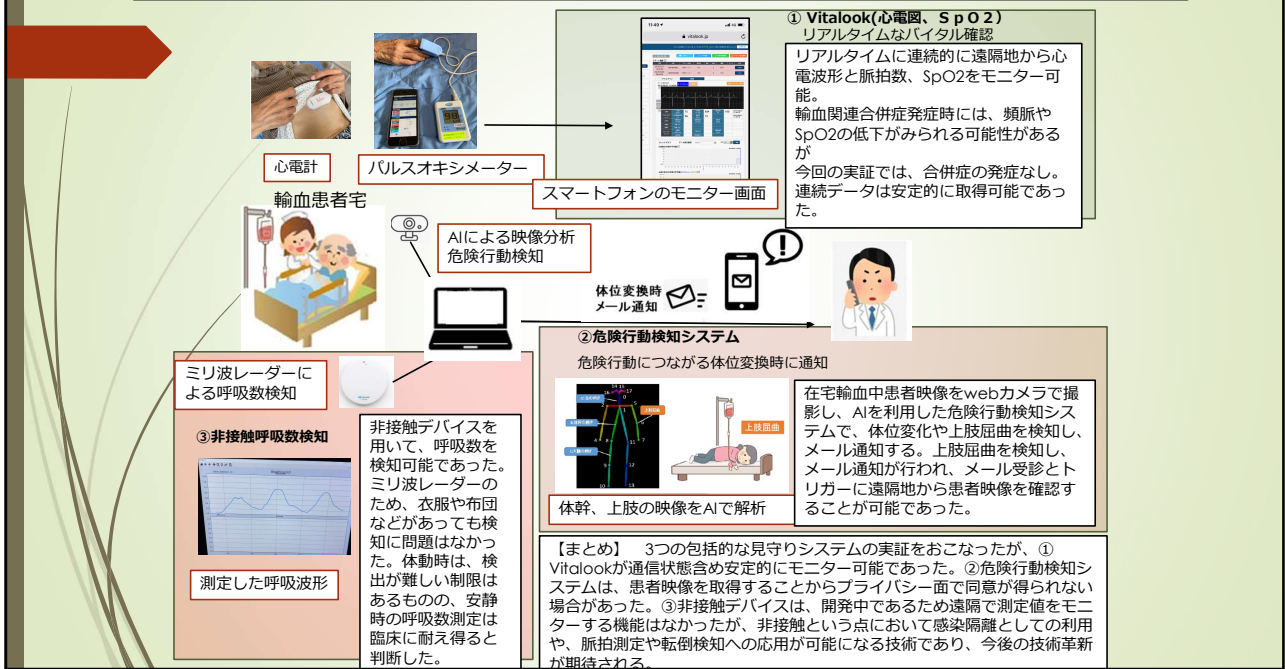 ① Vitalook(心電図、SpO2)
リアルタイムなバイタル確認
リアルタイムに連続的に遠隔地から心
電波形と脈拍数、SpO2をモニター可
能。
輸血関連合併症発症時には、頻脈や
SpO2の低下がみられる可能性がある
が
今回の実証では、合併症の発症なし。
連続データは安定的に取得可能であっ
た。
11:49
vitalook.jp
98
心電計
パルスオキシメーター
スマートフォンのモニター画面
輸血患者宅
AIによる映像分析
危険行動検知
体位変換時
メール通知
ミリ波レーダーに
よる呼吸数検知
③非接触呼吸数検知
測定した呼吸波形
非接触デバイスを
用いて、呼吸数を
検知可能であった。
ミリ波レーダーの
ため、衣服や布団
などがあっても検
知に問題はなかっ
た。体動時は、検
出が難しい制限は
あるものの、安静
時の呼吸数測定は
臨床に耐え得ると
判断した。
②危険行動検知システム
危険行動につながる体位変換時に通知
14 15
16 17
0
2 1 5
上肢屈曲
6
4 8 11 7
9 12
10 13
上肢屈曲
体幹、上肢の映像をAIで解析
在宅輸血中患者映像をwebカメラで撮
影し、AIを利用した危険行動検知シス
テムで、体位変化や上肢屈曲を検知し、
メール通知する。上肢屈曲を検知し、
メール通知が行われ、メール受診とト
リガーに遠隔地から患者映像を確認す
ることが可能であった。
【まとめ】 3つの包括的な見守りシステムの実証をおこなったが、①
Vitalookが通信状態含め安定的にモニター可能であった。②危険行動検知シ
ステムは、患者映像を取得することからプライバシー面で同意が得られない
場合があった。③非接触デバイスは、開発中であるため遠隔で測定値をモニ
ターする機能はなかったが、非接触という点において感染隔離としての利用
や、脈拍測定や転倒検知への応用が可能になる技術であり、今後の技術革新
が期待される。